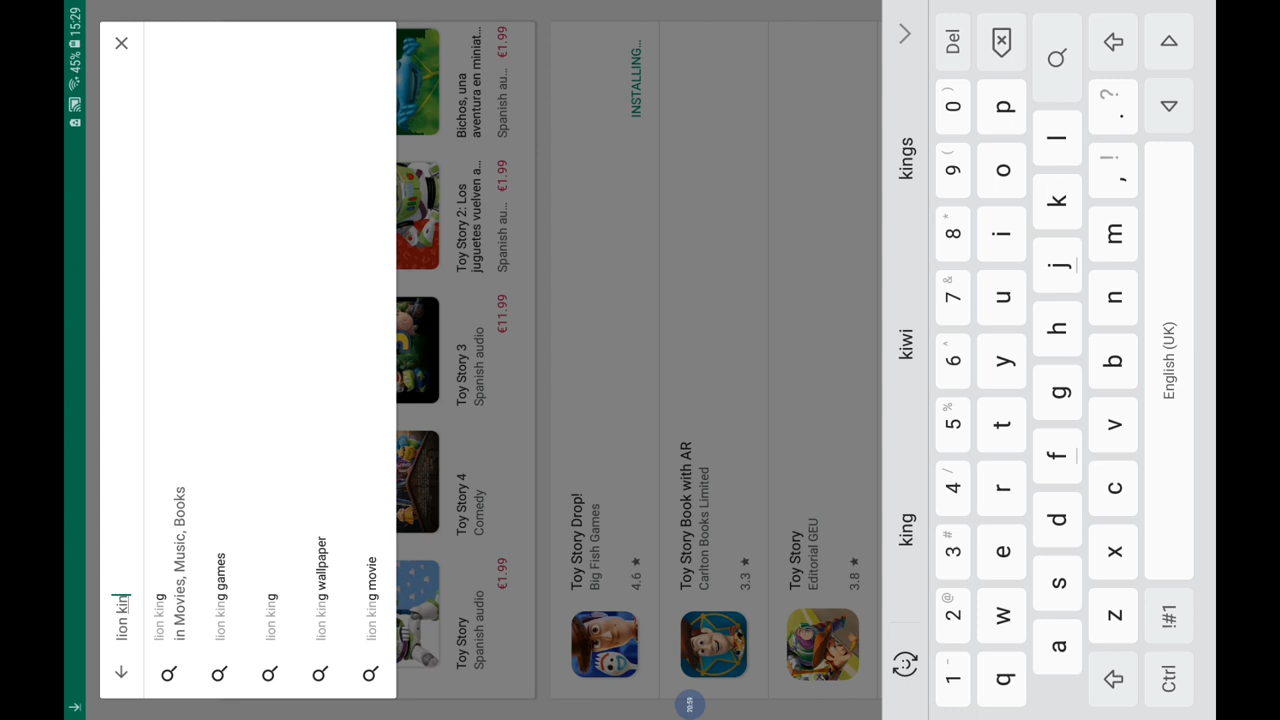 45% 15:29
lion kin
lion king
in Movies, Music, Books
lion king games
lion king
lion king wallpaper
lion king movie
Toy Story
Spanish audio
€1.99
Toy Story 4
Comedy
Toy Story 3
Spanish audio
€11.99
Toy Story 2: Los
juguetes vuelven a...
Spanish au... €1.99
Bichos, una
aventura en miniat...
Spanish au... €1.99
Toy Story Drop!
Big Fish Games
4.6 ★
INSTALLING...
Toy Story Book with AR
Carlton Books Limited
3.3 ★
Toy Story
Editorial GEU
3.8 ★
king kiwi kings
1 2 @ 3 # 4 / 5 % 6 ^ 7 & 8 * 9 ( 0 ) Del
q w e r t y u i o p
a s d f g h j k l
z x c v b n m , ! . ?
Ctrl !#1 English (UK)